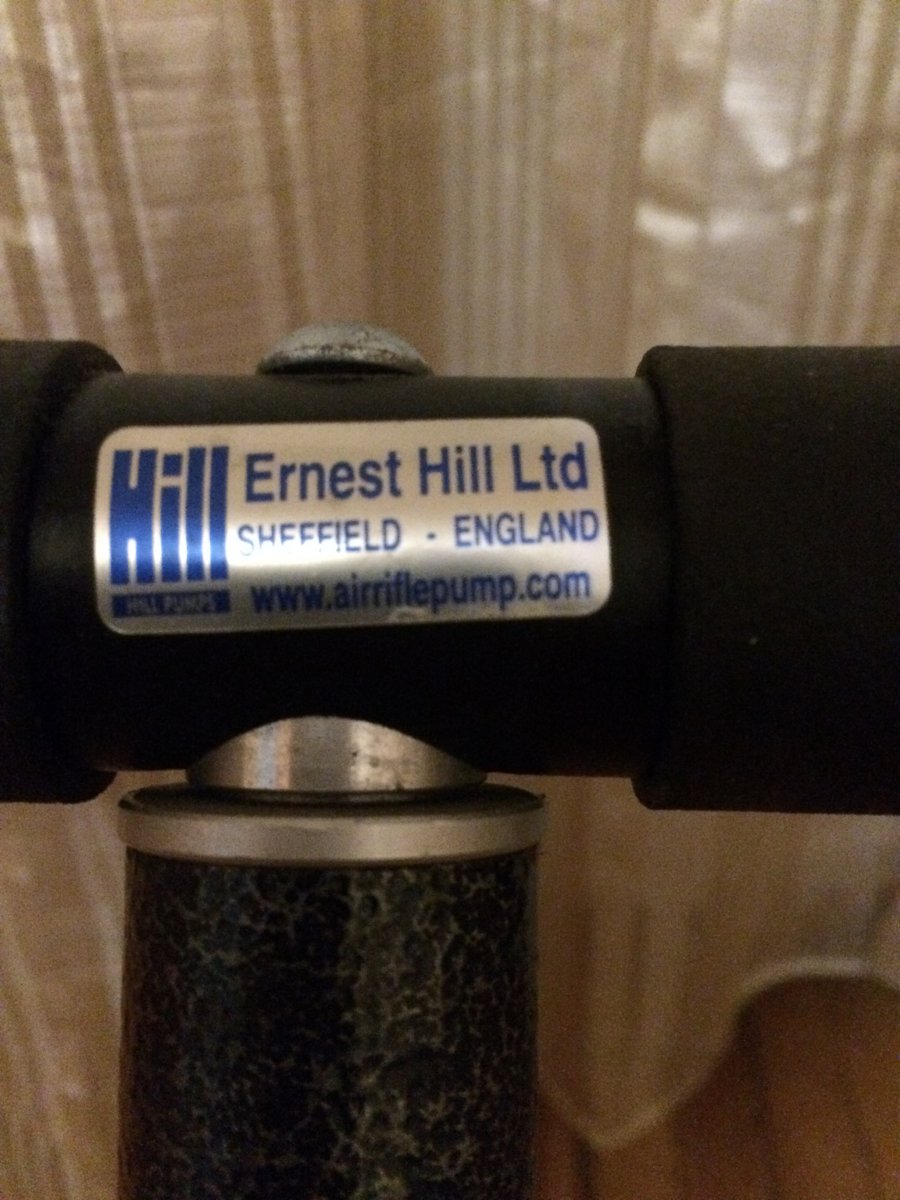 Hill
Ernest Hill Ltd
SHEFFIELD - ENGLAND
www.airriflepump.com
HILL PUMPS